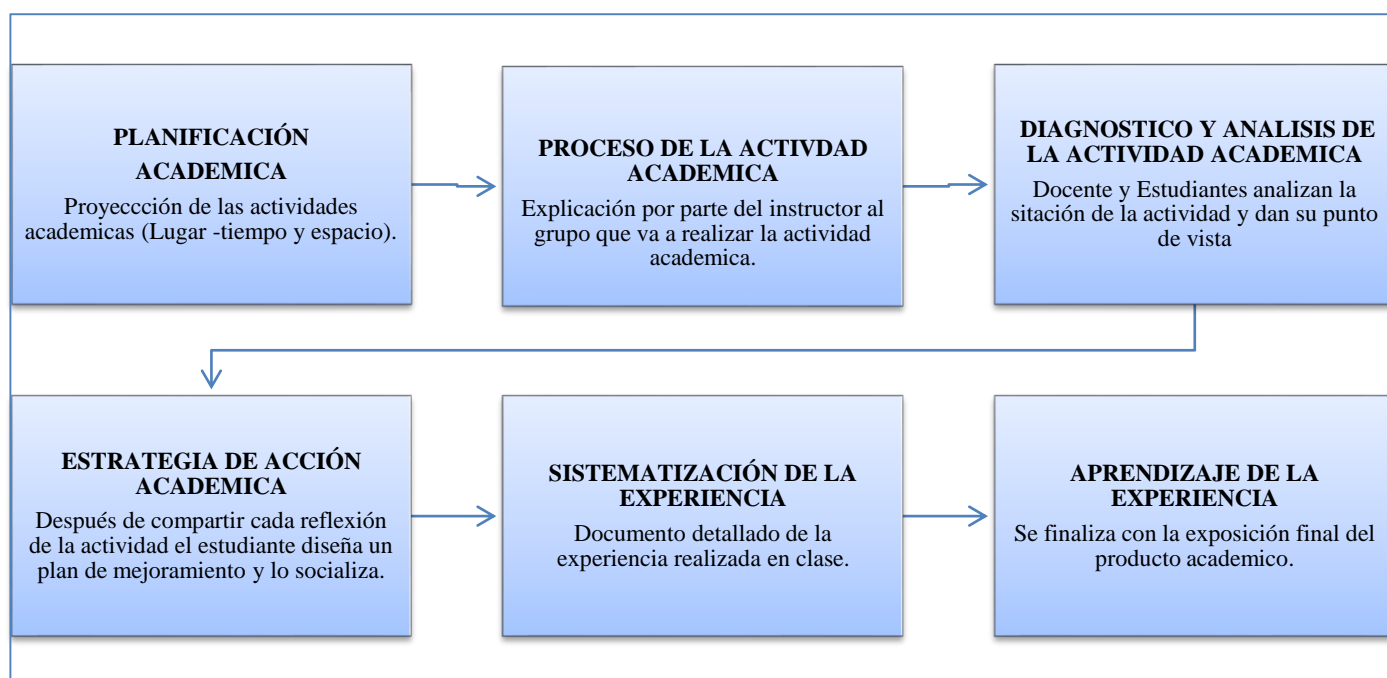 PLANIFICACIÓN
ACADEMICA
Proyeccción de las actividades
academicas (Lugar -tiempo y espacio).
PROCESO DE LA ACTIVDAD
ACADEMICA
Explicación por parte del instructor al
grupo que va a realizar la actividad
academica.
DIAGNOSTICO Y ANALISIS DE
LA ACTIVIDAD ACADEMICA
Docente y Estudiantes analizan la
sitación de la actividad y dan su punto
de vista
ESTRATEGIA DE ACCIÓN
ACADEMICA
Después de compartir cada reflexión
de la actividad el estudiante diseña un
plan de mejoramiento y lo socializa.
SISTEMATIZACIÓN DE LA
EXPERIENCIA
Documento detallado de la
experiencia realizada en clase.
APRENDIZAJE DE LA
EXPERIENCIA
Se finaliza con la exposición final del
producto academico.